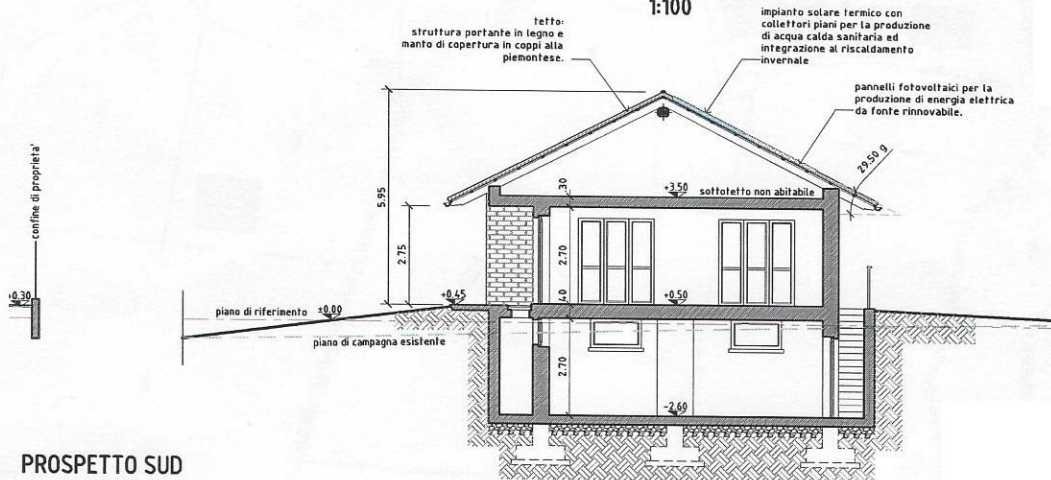 1:100
tetto:
struttura portante in legno e
manto di copertura in coppi alla
piemontese.
impianto solare termico con
collettori piani per la produzione
di acqua calda sanitaria ed
integrazione al riscaldamento
invernale
pannelli fotovoltaici per la
produzione di energia elettrica
da fonte rinnovabile.
29.50 g
confine di proprieta'
5.95
2.75
.30
+3.50
sottotetto non abitabile
2.70
+0.30
+0.45
.40
+0.50
piano di riferimento
±0.00
piano di campagna esistente
2.70
-2.60
PROSPETTO SUD